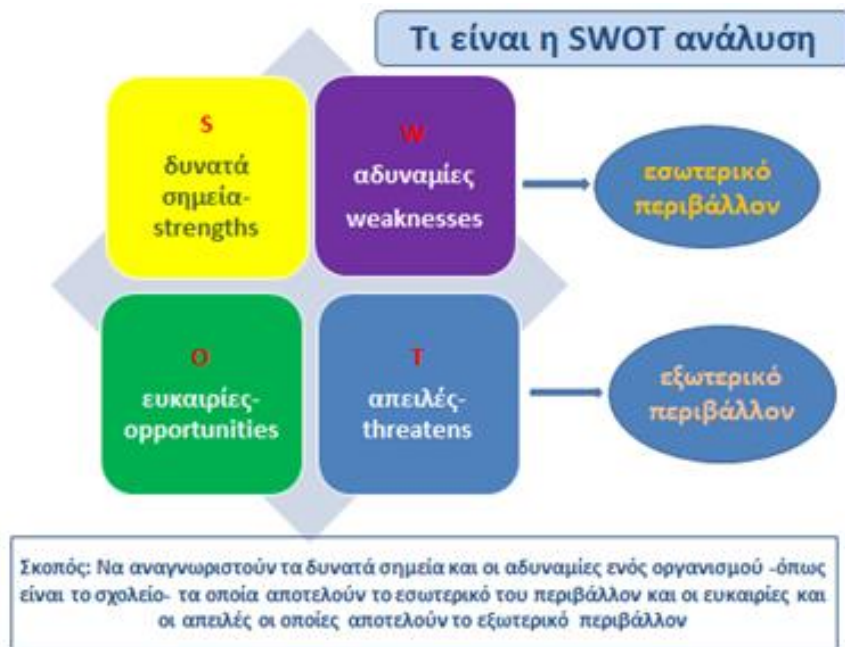 Τι είναι η SWOT ανάλυση
S
δυνατά
σημεία-
strengths
W
αδυναμίες
weaknesses
εσωτερικό
περιβάλλον
O
ευκαιρίες-
opportunities
T
απειλές-
threatens
εξωτερικό
περιβάλλον
Σκοπός: Να αναγνωριστούν τα δυνατά σημεία και οι αδυναμίες ενός οργανισμού -όπως
είναι το σχολείο- τα οποία αποτελούν το εσωτερικό του περιβάλλον και οι ευκαιρίες και
οι απειλές οι οποίες αποτελούν το εξωτερικό περιβάλλον